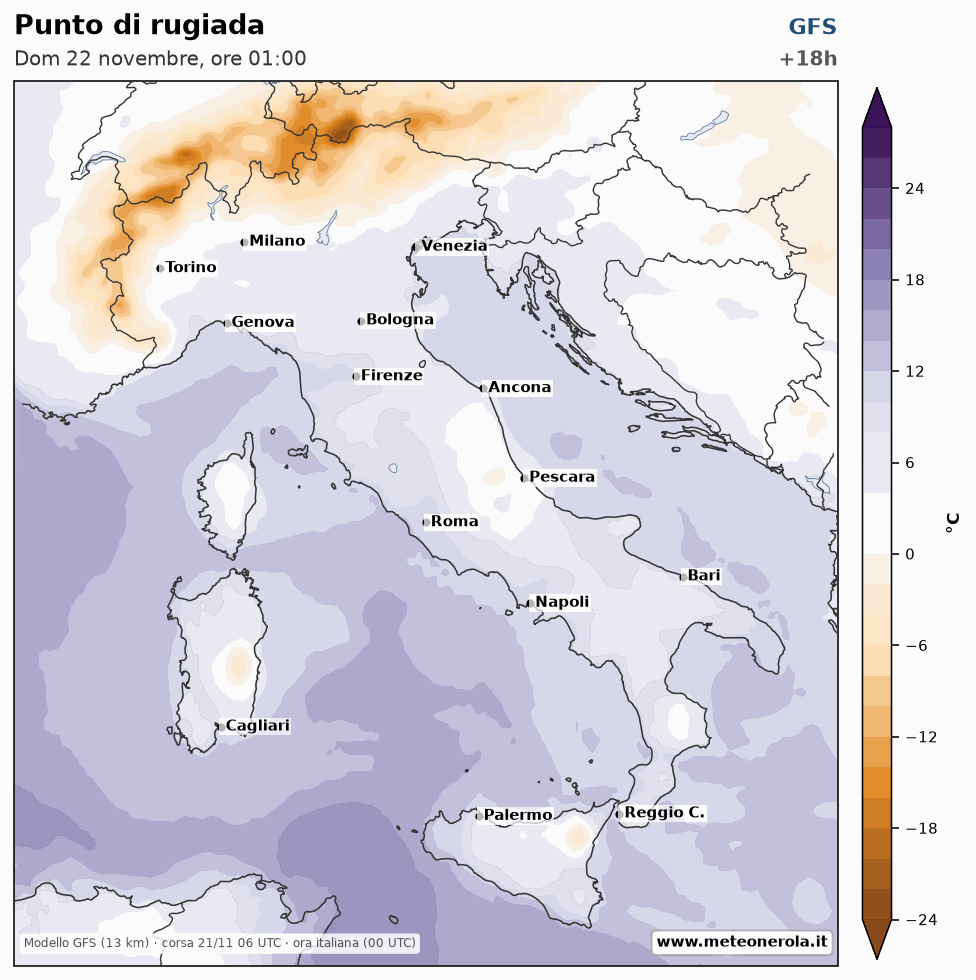 Punto di rugiada
GFS
Dom 22 novembre, ore 01:00
+18h
Milano
Venezia
Torino
Genova
Bologna
Firenze
Ancona
Pescara
Roma
Bari
Napoli
Cagliari
Palermo
Reggio C.
24
18
12
6
0
−6
−12
−18
−24
°C
Modello GFS (13 km) · corsa 21/11 06 UTC · ora italiana (00 UTC)
www.meteonerola.it